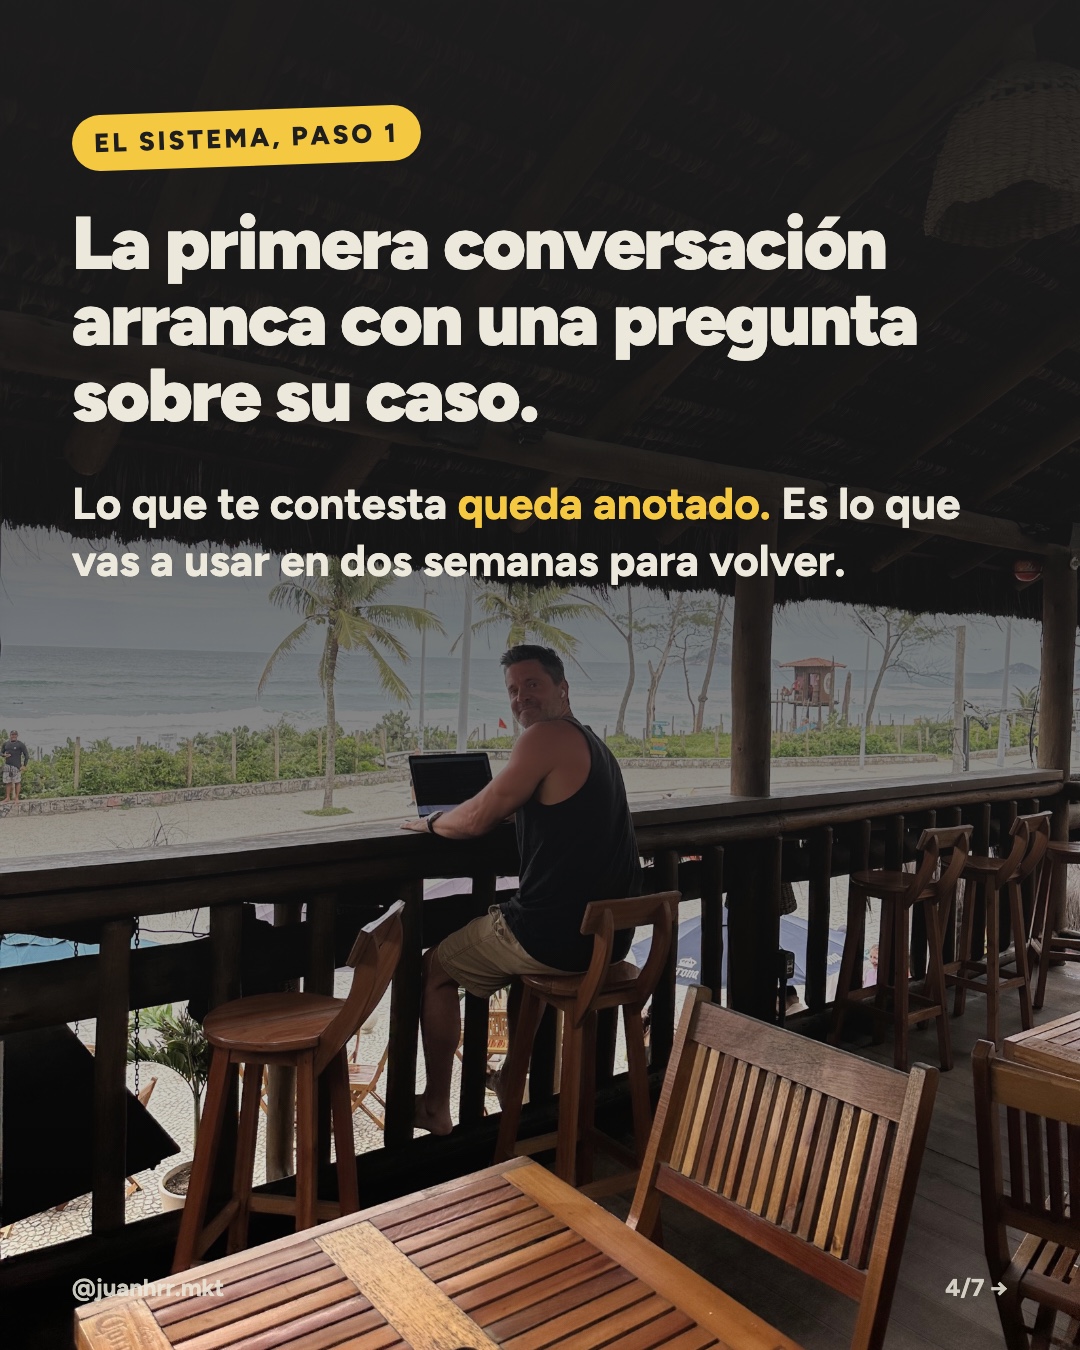 EL SISTEMA, PASO 1
La primera conversación
arranca con una pregunta
sobre su caso.
Lo que te contesta queda anotado. Es lo que
vas a usar en dos semanas para volver.
@juanhrr.mkt
4/7 →